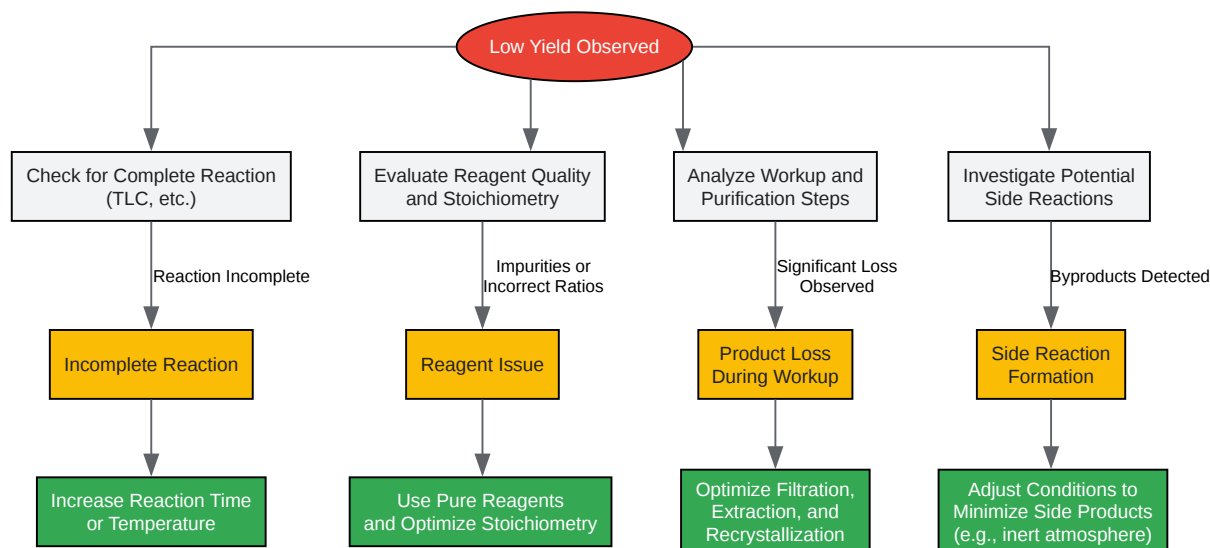 Low Yield Observed
Check for Complete Reaction
(TLC, etc.)
Evaluate Reagent Quality
and Stoichiometry
Analyze Workup and
Purification Steps
Investigate Potential
Side Reactions
Reaction Incomplete
Impurities or
Incorrect Ratios
Significant Loss
Observed
Byproducts Detected
Incomplete Reaction
Reagent Issue
Product Loss
During Workup
Side Reaction
Formation
Increase Reaction Time
or Temperature
Use Pure Reagents
and Optimize Stoichiometry
Optimize Filtration,
Extraction, and
Recrystallization
Adjust Conditions to
Minimize Side Products
(e.g., inert atmosphere)